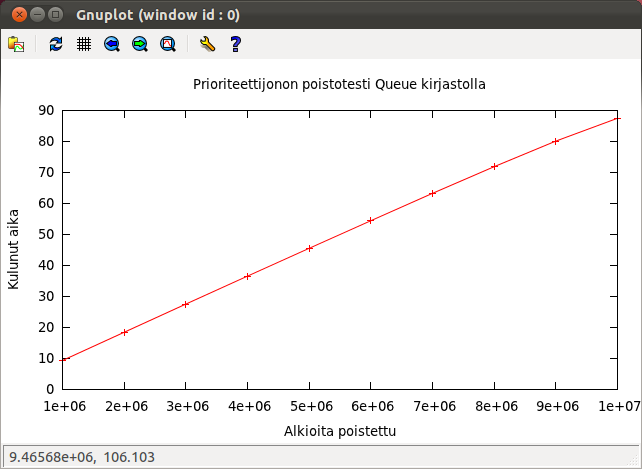 Gnuplot (window id : 0)
Prioriteettijonon poistotesti Queue kirjastolla
90
80
70
60
50
40
30
20
10
0
Kulunut aika
1e+06 2e+06 3e+06 4e+06 5e+06 6e+06 7e+06 8e+06 9e+06 1e+07
Alkioita poistettu
9.46568e+06, 106.103